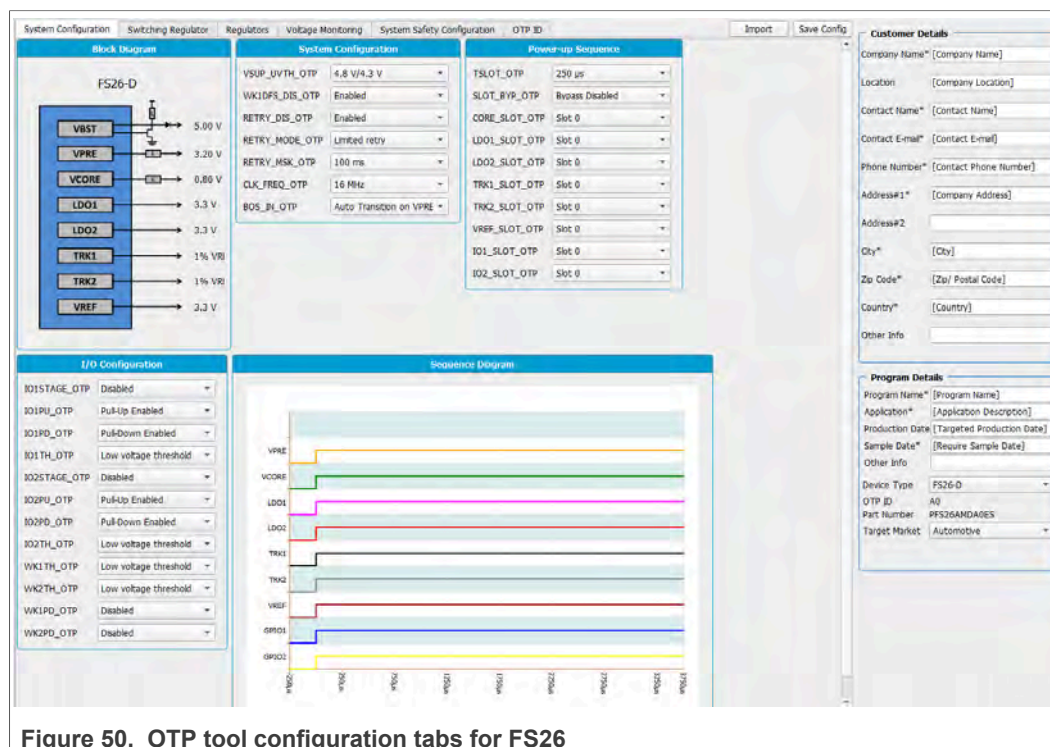 System Configuration Switching Regulator Regulators Voltage Monitoring System Safety Configuration OTP ID Import Save Config
Block Diagram
FS26-D
VBST 5.00 V
VPRE 3.20 V
VCORE 0.80 V
LDO1 3.3 V
LDO2 3.3 V
TRK1 1% VRI
TRK2 1% VRI
VREF 3.3 V
System Configuration
VSUP_UVTH_OTP 4.8 V/4.3 V
WK1DFS_DIS_OTP Enabled
RETRY_DIS_OTP Enabled
RETRY_MODE_OTP Limited retry
RETRY_MSK_OTP 100 ms
CLK_FREQ_OTP 16 MHz
BOS_IN_OTP Auto Transition on VPRE
Power-up Sequence
TSLOT_OTP 250 µs
SLOT_BYP_OTP Bypass Disabled
CORE_SLOT_OTP Slot 0
LDO1_SLOT_OTP Slot 0
LDO2_SLOT_OTP Slot 0
TRK1_SLOT_OTP Slot 0
TRK2_SLOT_OTP Slot 0
VREF_SLOT_OTP Slot 0
IO1_SLOT_OTP Slot 0
IO2_SLOT_OTP Slot 0
I/O Configuration
IO1STAGE_OTP Disabled
IO1PU_OTP Pull-Up Enabled
IO1PD_OTP Pull-Down Enabled
IO1TH_OTP Low voltage threshold
IO2STAGE_OTP Disabled
IO2PU_OTP Pull-Up Enabled
IO2PD_OTP Pull-Down Enabled
IO2TH_OTP Low voltage threshold
WK1TH_OTP Low voltage threshold
WK2TH_OTP Low voltage threshold
WK1PD_OTP Disabled
WK2PD_OTP Disabled
Sequence Diagram
VPRE
VCORE
LDO1
LDO2
TRK1
TRK2
VREF
GPIO1
GPIO2
-250µs 250µs 750µs 1250µs 1750µs 2250µs 2750µs 3250µs 3750µs
Customer Details
Company Name* [Company Name]
Location [Company Location]
Contact Name* [Contact Name]
Contact E-mail* [Contact E-mail]
Phone Number* [Contact Phone Number]
Address#1* [Company Address]
Address#2
City* [City]
Zip Code* [Zip/ Postal Code]
Country* [Country]
Other Info
Program Details
Program Name* [Program Name]
Application* [Application Description]
Production Date [Targeted Production Date]
Sample Date* [Require Sample Date]
Other Info
Device Type FS26-D
OTP ID A0
Part Number PFS26AMDA0ES
Target Market Automotive
Figure 50. OTP tool configuration tabs for FS26